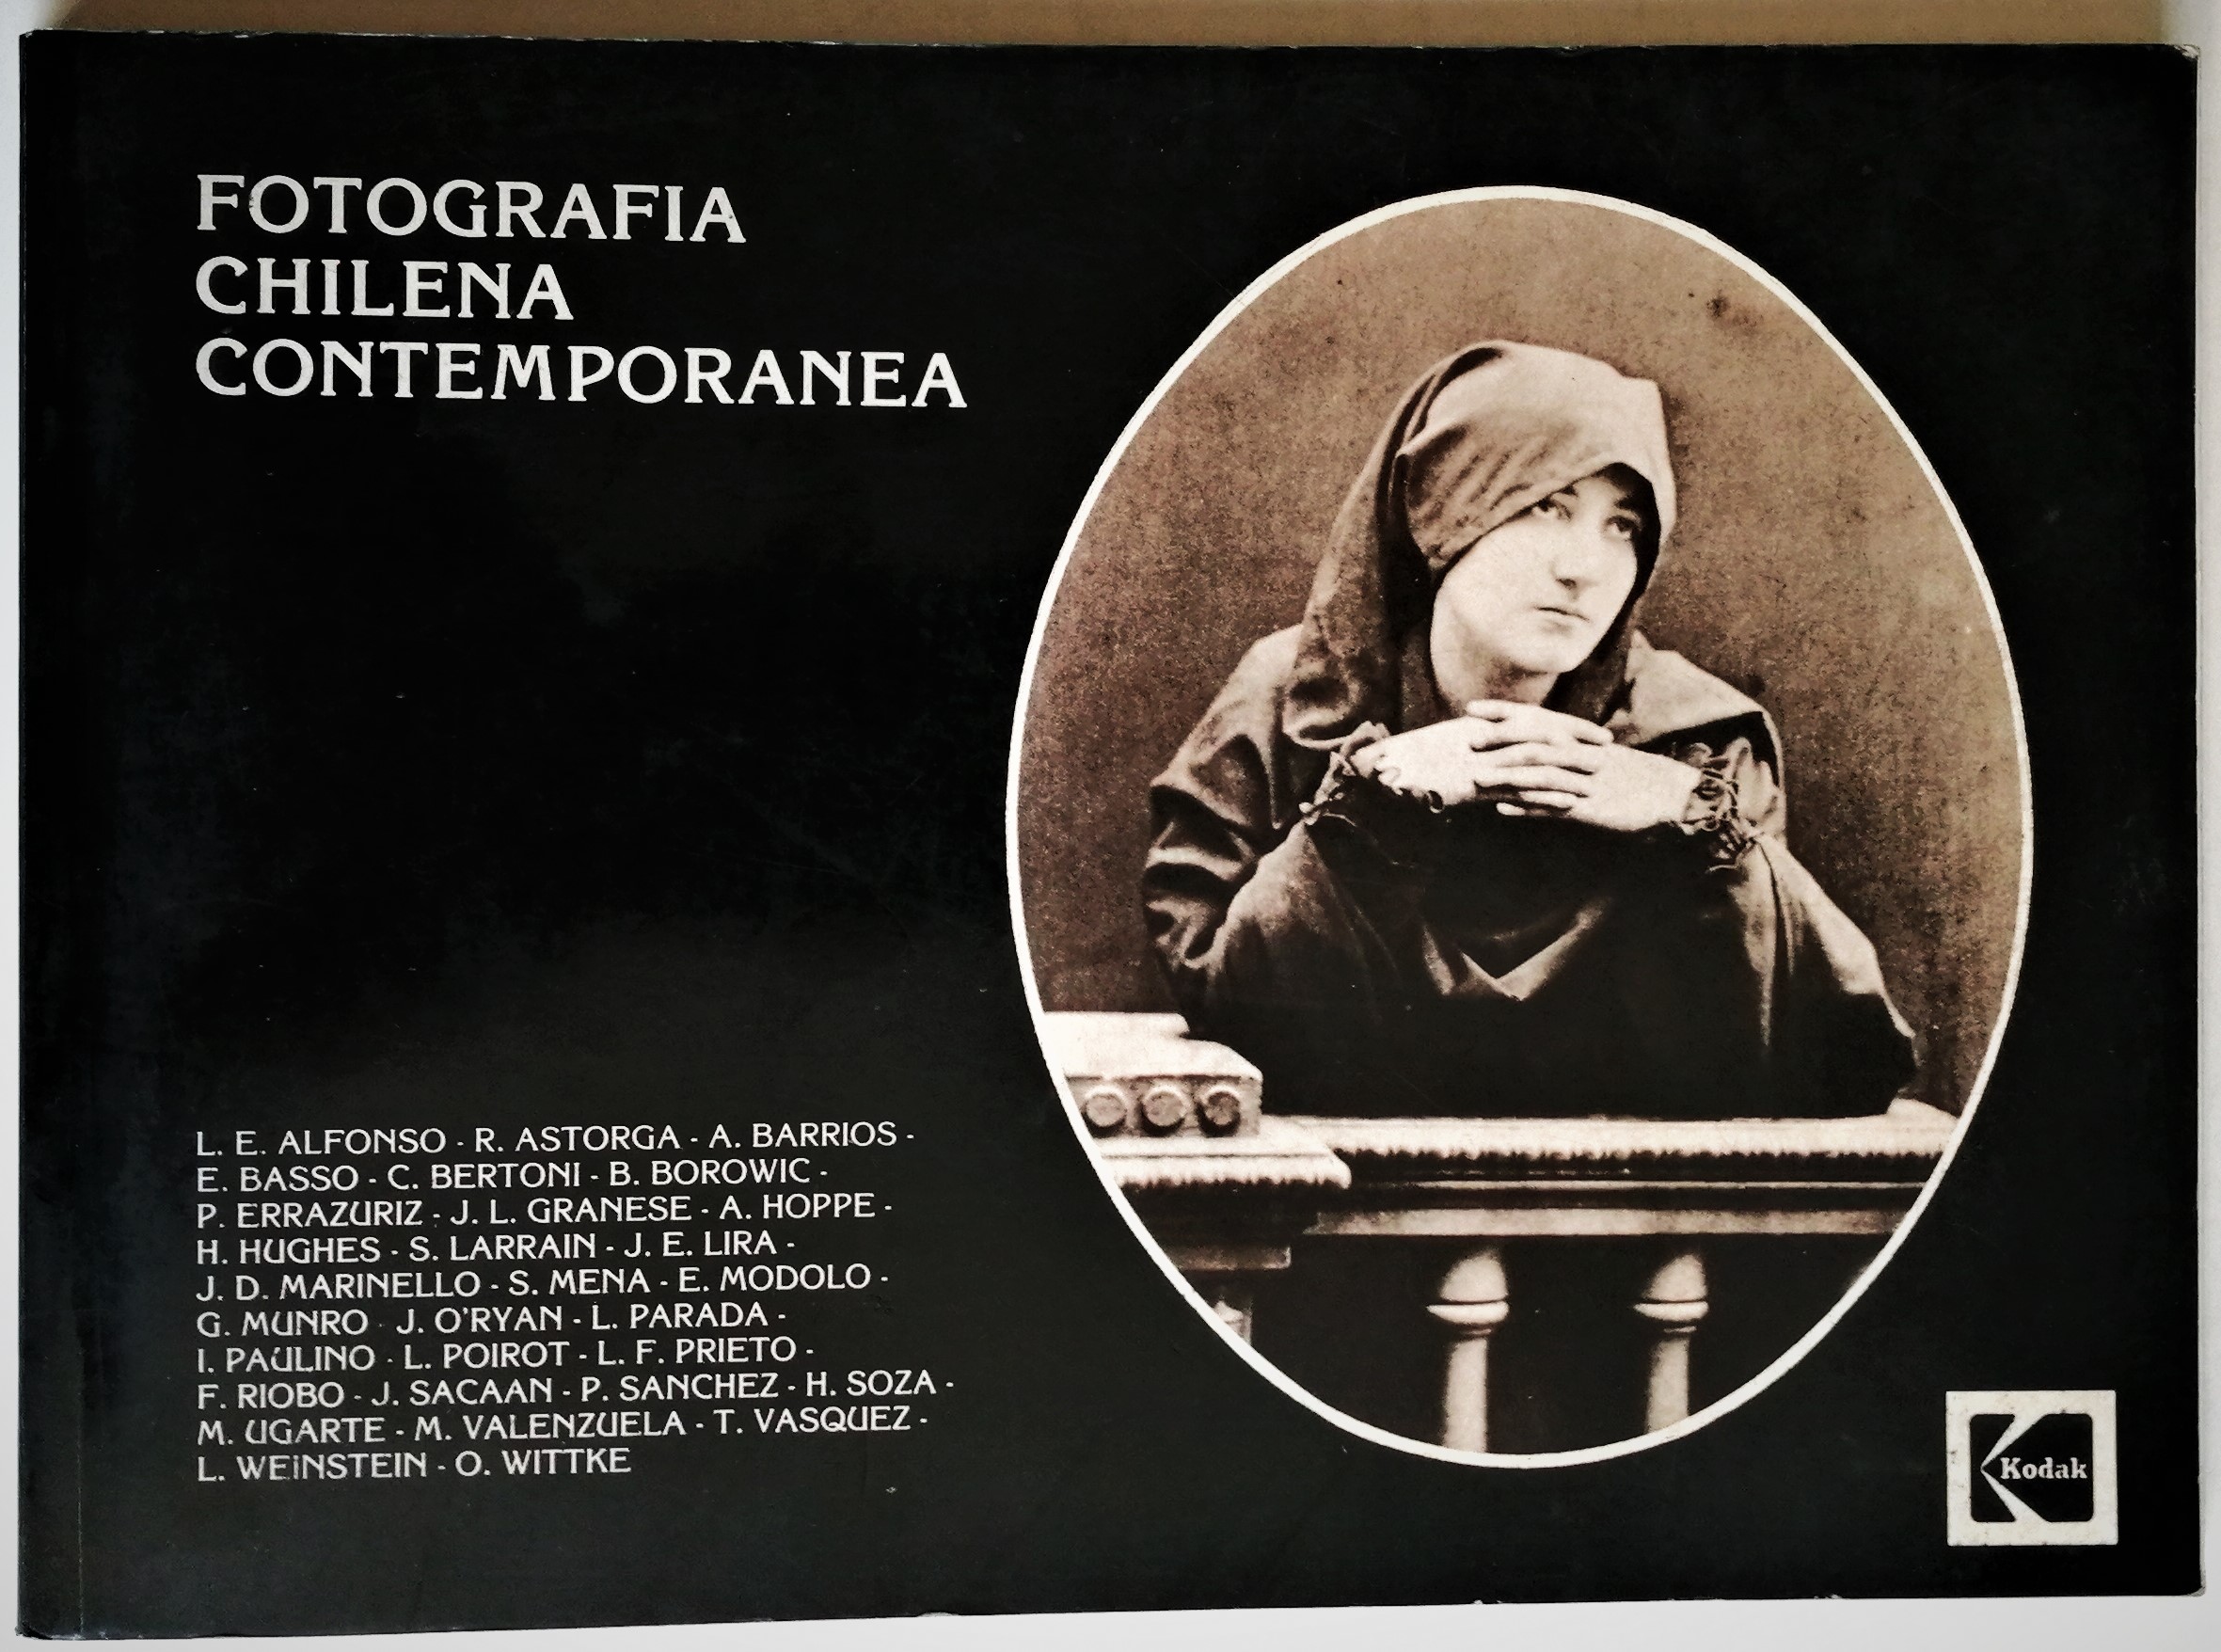 FOTOGRAFIA
CHILENA
CONTEMPORANEA
L. E. ALFONSO - R. ASTORGA - A. BARRIOS -
E. BASSO - C. BERTONI - B. BOROWIC -
P. ERRAZURIZ - J. L. GRANESE - A. HOPPE -
H. HUGHES - S. LARRAIN - J. E. LIRA -
J. D. MARINELLO - S. MENA - E. MODOLO -
G. MUNRO - J. O'RYAN - L. PARADA -
I. PAULINO - L. POIROT - L. F. PRIETO -
F. RIOBO - J. SACAAN - P. SANCHEZ - H. SOZA -
M. UGARTE - M. VALENZUELA - T. VASQUEZ -
L. WEINSTEIN - O. WITTKE
Kodak